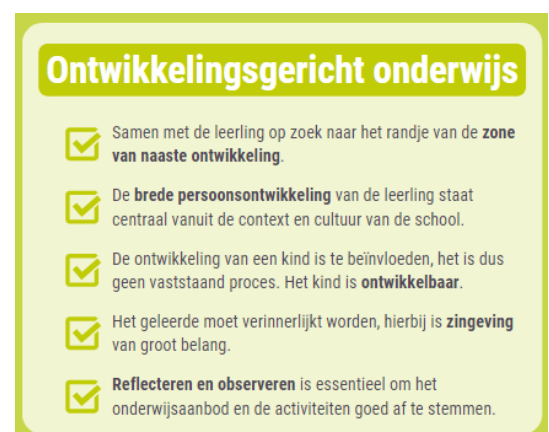 Ontwikkelingsgericht onderwijs
Samen met de leerling op zoek naar het randje van de zone
van naaste ontwikkeling.
De brede persoonsontwikkeling van de leerling staat
centraal vanuit de context en cultuur van de school.
De ontwikkeling van een kind is te beïnvloeden, het is dus
geen vaststaand proces. Het kind is ontwikkelbaar.
Het geleerde moet verinnerlijkt worden, hierbij is zingeving
van groot belang.
Reflecteren en observeren is essentieel om het
onderwijsaanbod en de activiteiten goed af te stemmen.